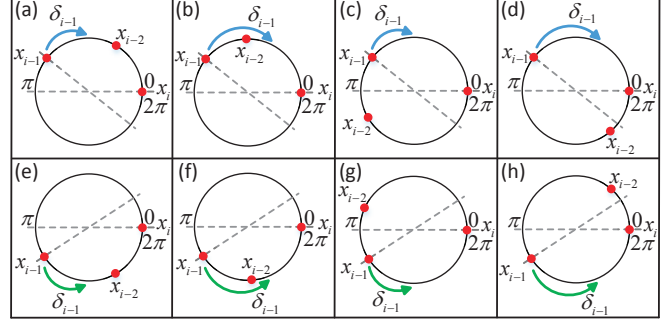 (a) δ_{i−1} x_{i−2} x_{i−1} π 0 x_i 2π
(b) δ_{i−1} x_{i−1} x_{i−2} π 0 x_i 2π
(c) δ_{i−1} x_{i−1} π 0 x_i 2π x_{i−2}
(d) δ_{i−1} x_{i−1} π 0 x_i 2π x_{i−2}
(e) π 0 x_i 2π x_{i−1} x_{i−2} δ_{i−1}
(f) π 0 x_i 2π x_{i−1} x_{i−2} δ_{i−1}
(g) x_{i−2} π 0 x_i 2π x_{i−1} δ_{i−1}
(h) x_{i−2} π 0 x_i 2π x_{i−1} δ_{i−1}